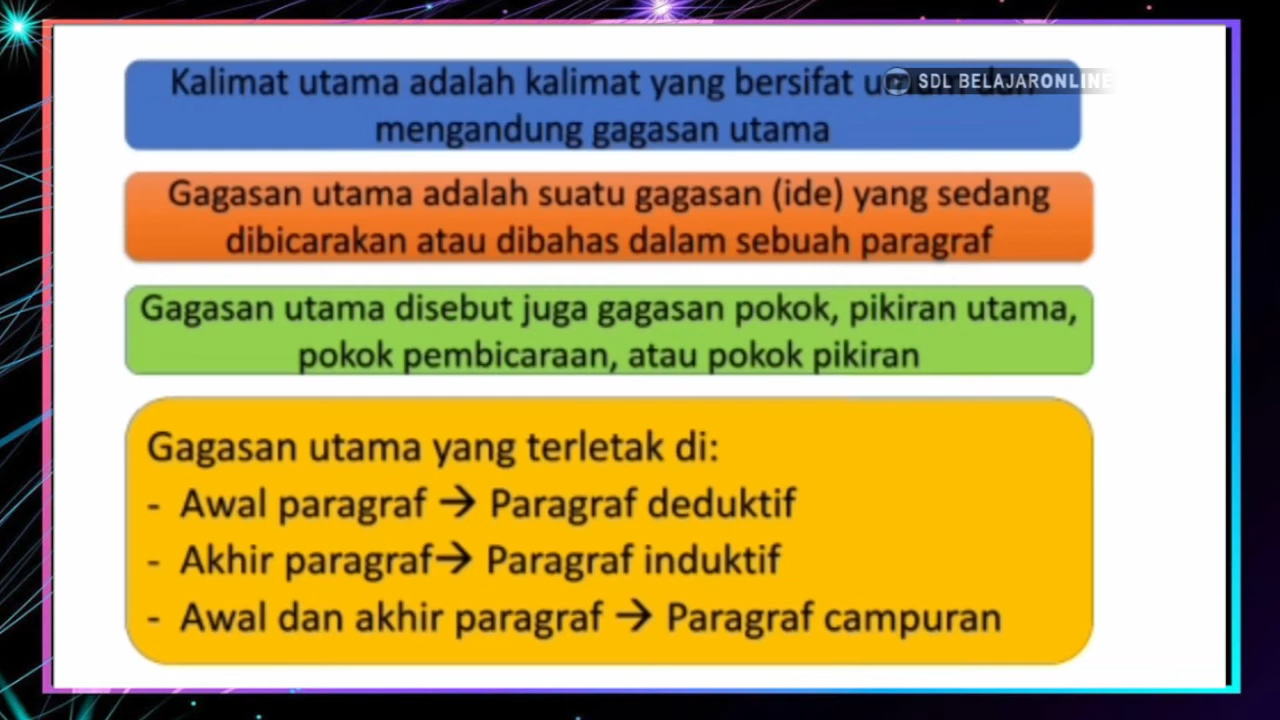 Kalimat utama adalah kalimat yang bersifat
SDL BELAJARONLINE
mengandung gagasan utama
Gagasan utama adalah suatu gagasan (ide) yang sedang
dibicarakan atau dibahas dalam sebuah paragraf
Gagasan utama disebut juga gagasan pokok, pikiran utama,
pokok pembicaraan, atau pokok pikiran
Gagasan utama yang terletak di:
- Awal paragraf → Paragraf deduktif
- Akhir paragraf→ Paragraf induktif
- Awal dan akhir paragraf → Paragraf campuran